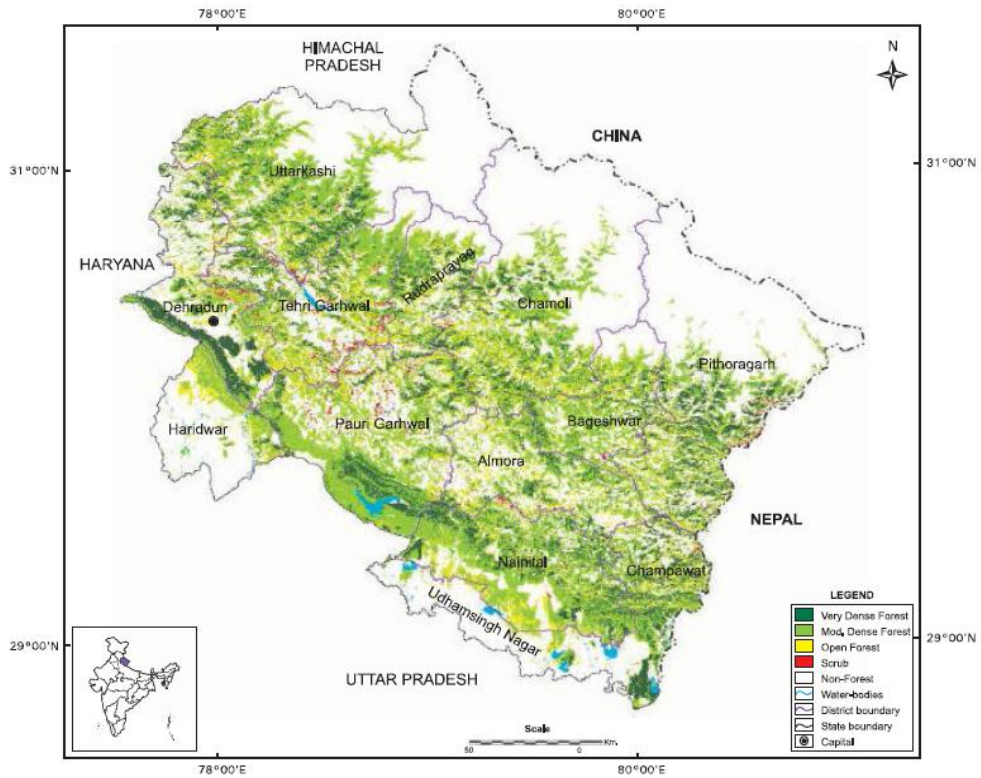 78°00'E
80°00'E
HIMACHAL
PRADESH
N
CHINA
31°00'N
31°00'N
Uttarkashi
HARYANA
Rudraprayag
Dehradun
Tehri Garhwal
Chamoli
Pithoragarh
Haridwar
Pauri Garhwal
Bageshwar
Almora
NEPAL
Nainital
Champawat
Udhamsingh Nagar
29°00'N
29°00'N
UTTAR PRADESH
LEGEND
Very Dense Forest
Mod. Dense Forest
Open Forest
Scrub
Non-Forest
Water-bodies
District boundary
State boundary
Capital
Scale
50
0
Km.
78°00'E
80°00'E